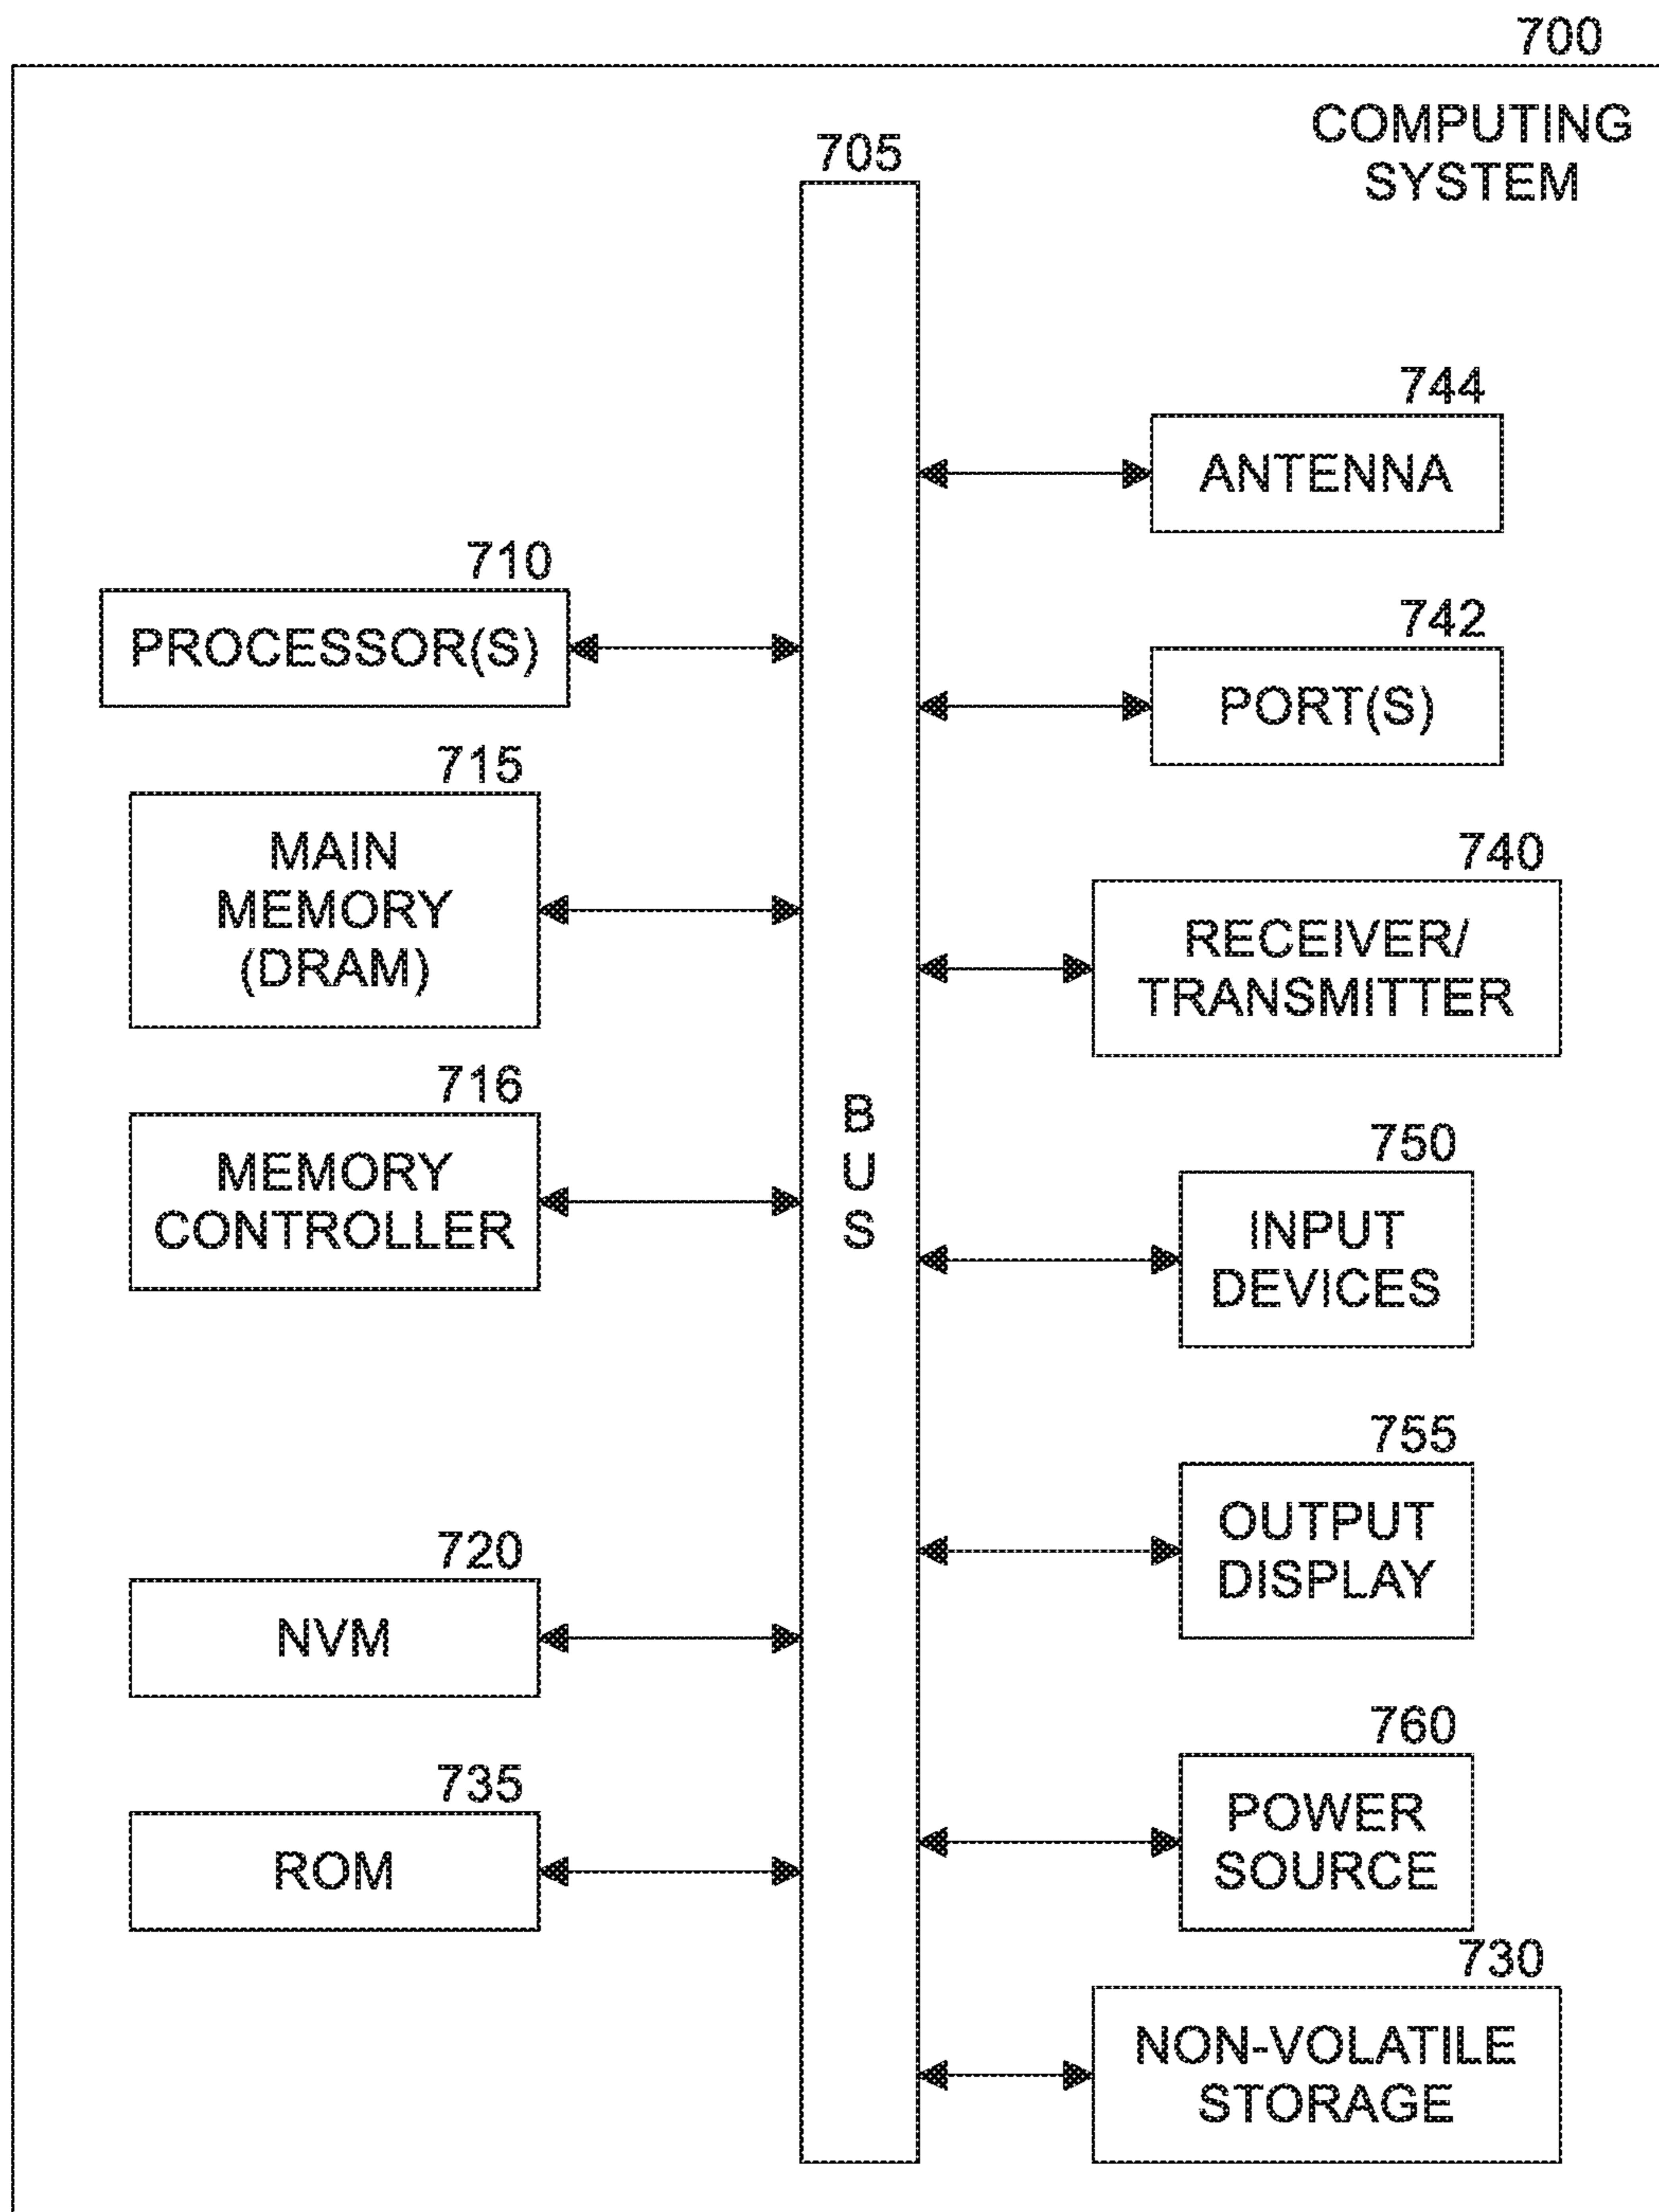 700
COMPUTING
SYSTEM
705
744
ANTENNA
710
PROCESSOR(S)
742
PORT(S)
715
MAIN
MEMORY
(DRAM)
740
RECEIVER/
TRANSMITTER
716
MEMORY
CONTROLLER
B
U
S
750
INPUT
DEVICES
755
OUTPUT
DISPLAY
720
NVM
760
POWER
SOURCE
735
ROM
730
NON-VOLATILE
STORAGE